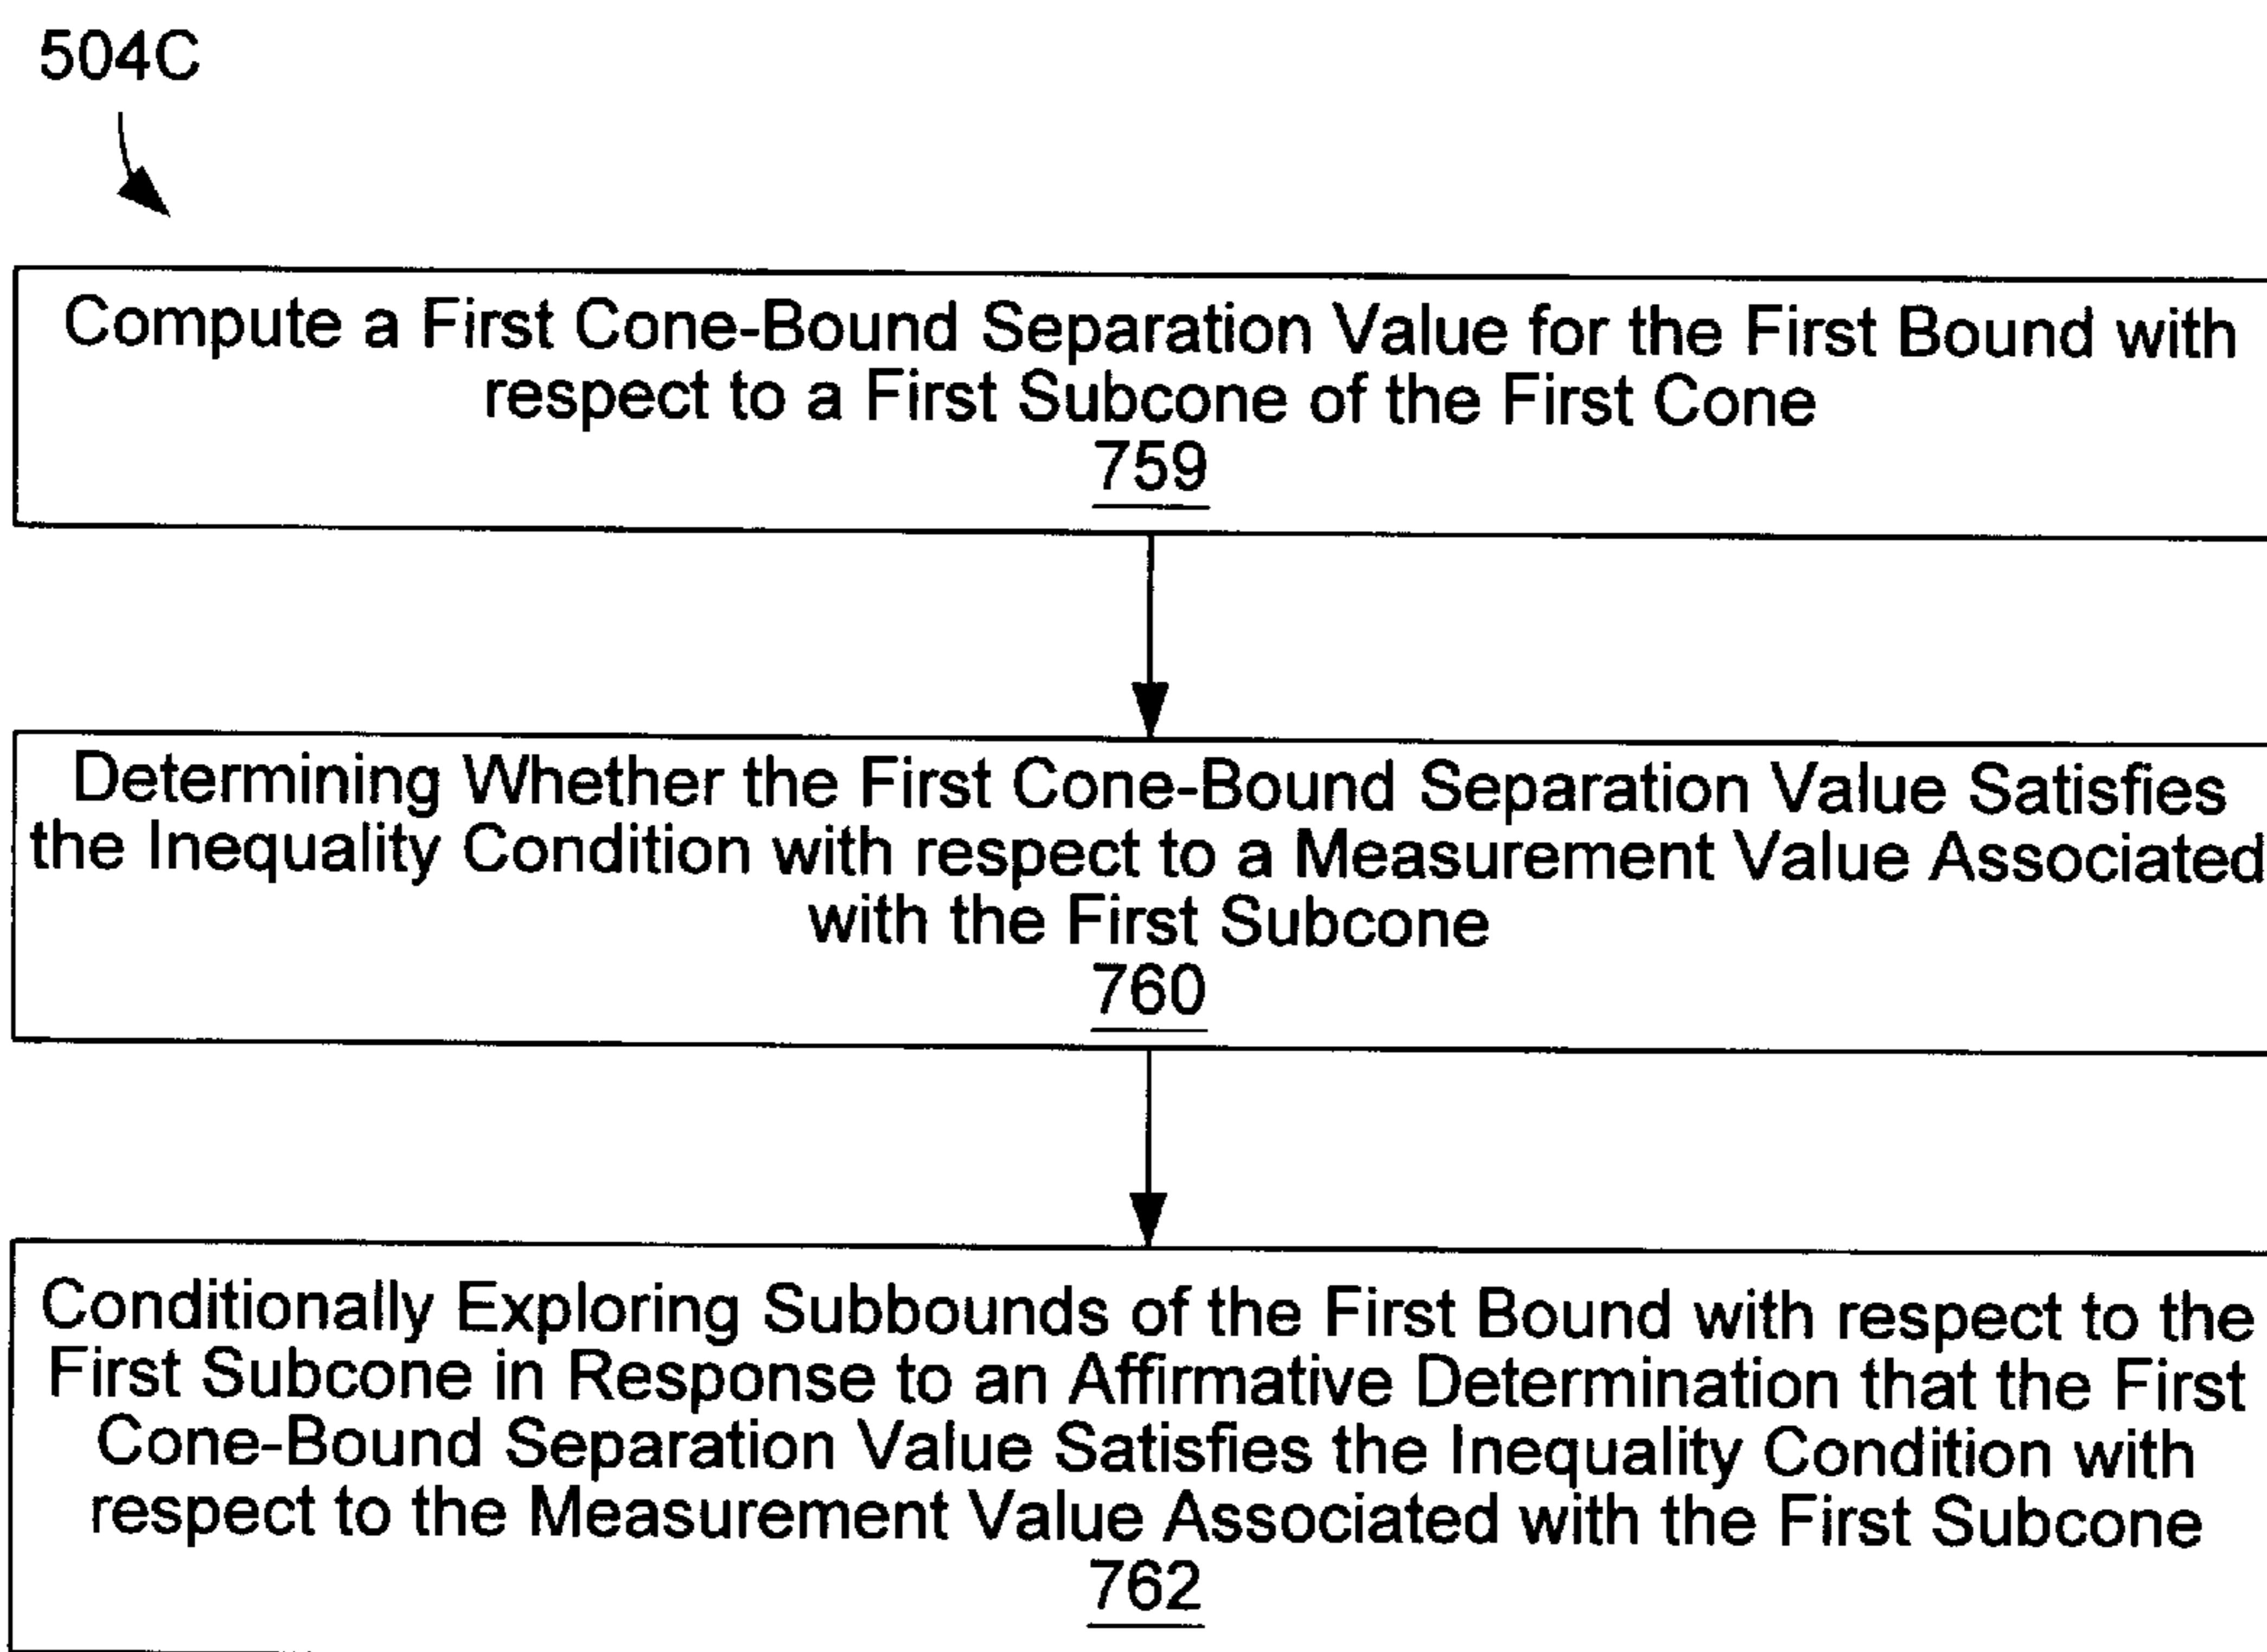 504C
Compute a First Cone-Bound Separation Value for the First Bound with
respect to a First Subcone of the First Cone
759
Determining Whether the First Cone-Bound Separation Value Satisfies
the Inequality Condition with respect to a Measurement Value Associated
with the First Subcone
760
Conditionally Exploring Subbounds of the First Bound with respect to the
First Subcone in Response to an Affirmative Determination that the First
Cone-Bound Separation Value Satisfies the Inequality Condition with
respect to the Measurement Value Associated with the First Subcone
762